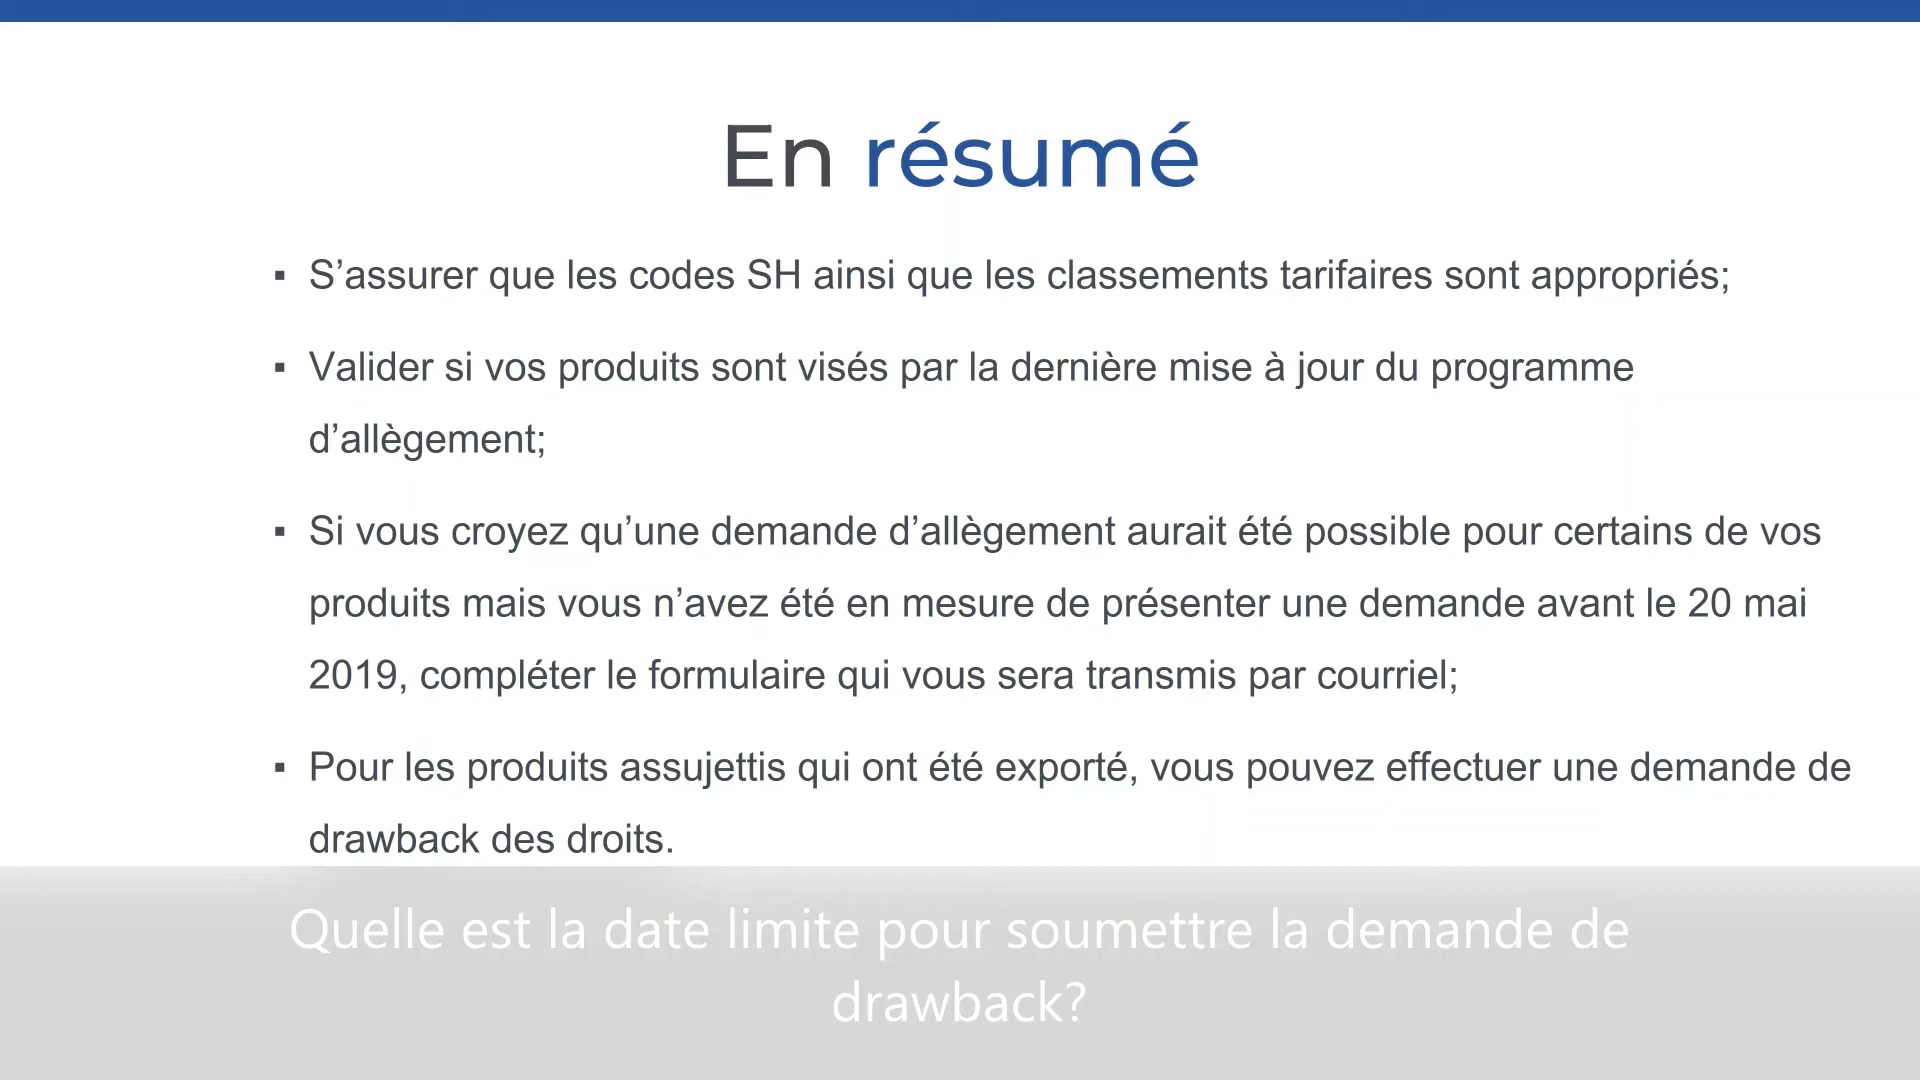 En résumé
▪ S’assurer que les codes SH ainsi que les classements tarifaires sont appropriés;
▪ Valider si vos produits sont visés par la dernière mise à jour du programme
d’allègement;
▪ Si vous croyez qu’une demande d’allègement aurait été possible pour certains de vos
produits mais vous n’avez été en mesure de présenter une demande avant le 20 mai
2019, compléter le formulaire qui vous sera transmis par courriel;
▪ Pour les produits assujettis qui ont été exporté, vous pouvez effectuer une demande de
drawback des droits.
Quelle est la date limite pour soumettre la demande de
drawback?